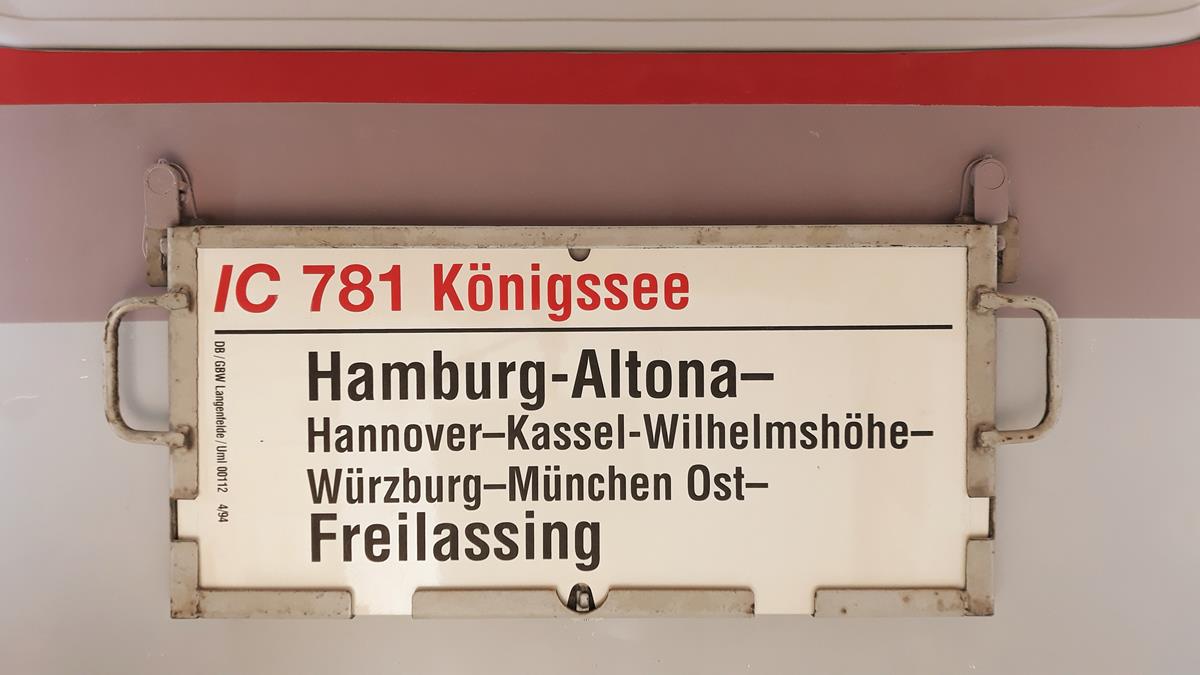 IC 781 Königssee
Hamburg-Altona–
Hannover–Kassel-Wilhelmshöhe–
Würzburg–München Ost–
Freilassing
DB / GBW Langenfelde / Uml 00112 4/94